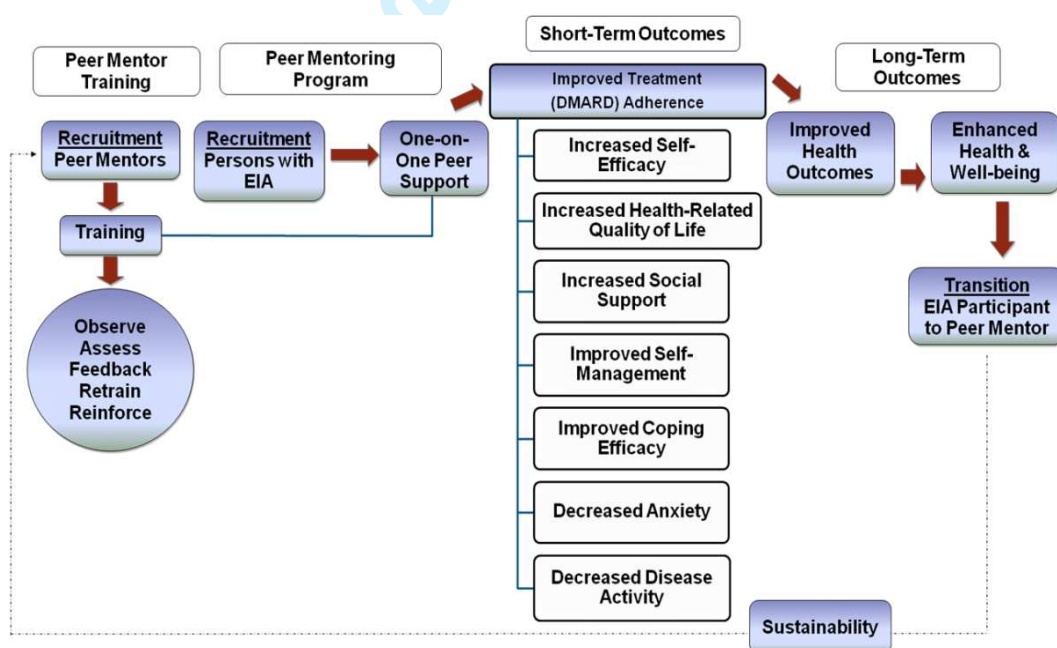 Peer Mentor
Training
Peer Mentoring
Program
Short-Term Outcomes
Long-Term
Outcomes
Recruitment
Peer Mentors
Training
Observe
Assess
Feedback
Retrain
Reinforce
Recruitment
Persons with
EIA
One-on-
One Peer
Support
Improved Treatment
(DMARD) Adherence
Increased Self-
Efficacy
Increased Health-Related
Quality of Life
Increased Social
Support
Improved Self-
Management
Improved Coping
Efficacy
Decreased Anxiety
Decreased Disease
Activity
Improved
Health
Outcomes
Enhanced
Health &
Well-being
Transition
EIA Participant
to Peer Mentor
Sustainability